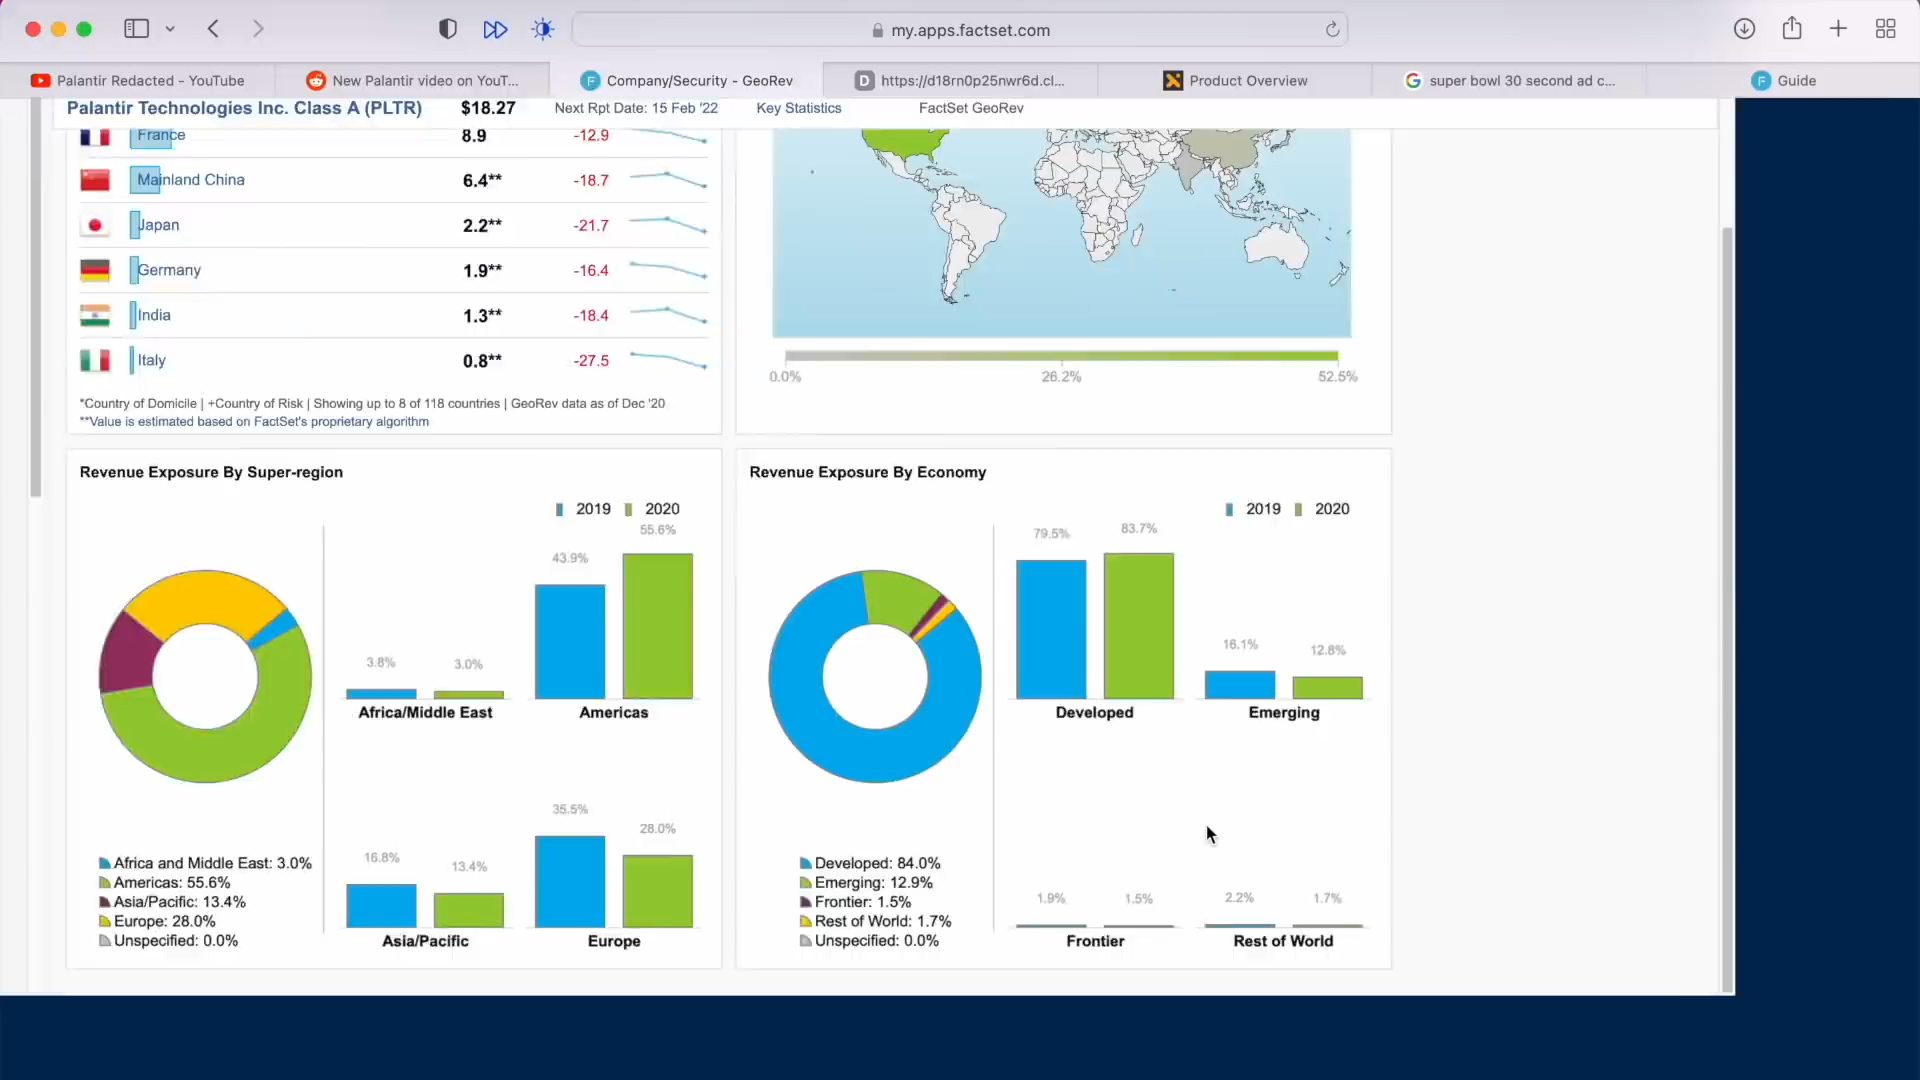 my.apps.factset.com
Palantir Redacted - YouTube
New Palantir video on YouT...
Company/Security - GeoRev
https://d18rn0p25nwr6d.cl...
Product Overview
super bowl 30 second ad c...
Guide
Palantir Technologies Inc. Class A (PLTR) $18.27 Next Rpt Date: 15 Feb '22 Key Statistics FactSet GeoRev
France 8.9 -12.9
Mainland China 6.4** -18.7
Japan 2.2** -21.7
Germany 1.9** -16.4
India 1.3** -18.4
Italy 0.8** -27.5
*Country of Domicile | +Country of Risk | Showing up to 8 of 118 countries | GeoRev data as of Dec '20
**Value is estimated based on FactSet's proprietary algorithm
0.0% 26.2% 52.5%
Revenue Exposure By Super-region
2019 2020
3.8% 3.0%
Africa/Middle East
43.9% 55.6%
Americas
16.8% 13.4%
Asia/Pacific
35.5% 28.0%
Europe
Africa and Middle East: 3.0%
Americas: 55.6%
Asia/Pacific: 13.4%
Europe: 28.0%
Unspecified: 0.0%
Revenue Exposure By Economy
2019 2020
79.5% 83.7%
Developed
16.1% 12.8%
Emerging
1.9% 1.5%
Frontier
2.2% 1.7%
Rest of World
Developed: 84.0%
Emerging: 12.9%
Frontier: 1.5%
Rest of World: 1.7%
Unspecified: 0.0%